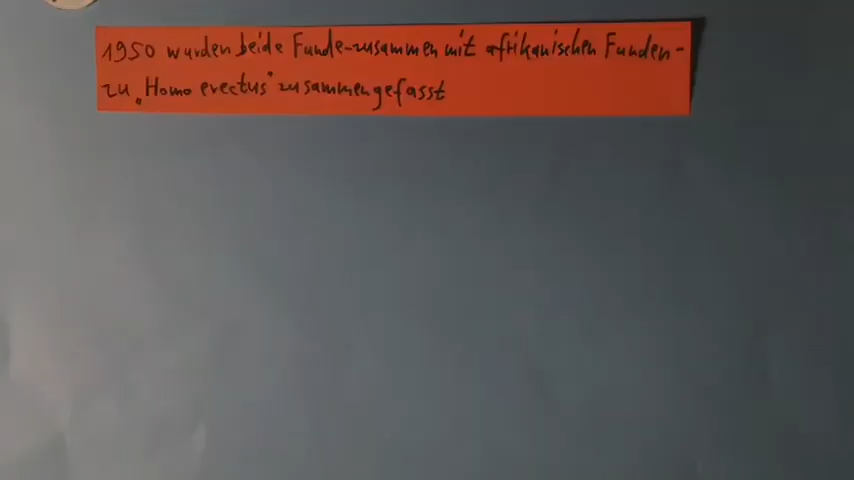 1950 wurden beide Funde-zusammen mit afrikanischen Funden-
zu „Homo erectus" zusammengefasst